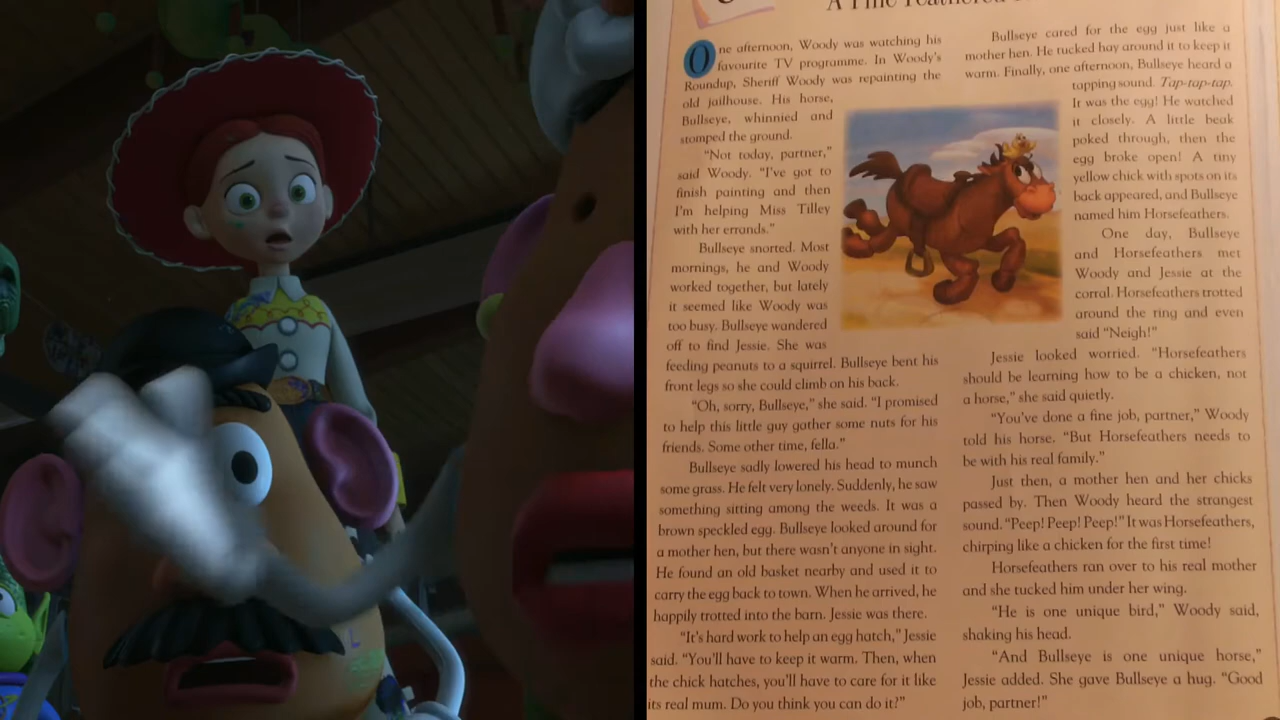 A Fine Feathered
One afternoon, Woody was watching his
favourite TV programme. In Woody's
Roundup, Sheriff Woody was repainting the
old jailhouse. His horse,
Bullseye, whinnied and
stomped the ground.
"Not today, partner,"
said Woody. "I've got to
finish painting and then
I'm helping Miss Tilley
with her errands."
Bullseye snorted. Most
mornings, he and Woody
worked together, but lately
it seemed like Woody was
too busy. Bullseye wandered
off to find Jessie. She was
feeding peanuts to a squirrel. Bullseye bent his
front legs so she could climb on his back.
"Oh, sorry, Bullseye," she said. "I promised
to help this little guy gather some nuts for his
friends. Some other time, fella."
Bullseye sadly lowered his head to munch
some grass. He felt very lonely. Suddenly, he saw
something sitting among the weeds. It was a
brown speckled egg. Bullseye looked around for
a mother hen, but there wasn't anyone in sight.
He found an old basket nearby and used it to
carry the egg back to town. When he arrived, he
happily trotted into the barn. Jessie was there.
"It's hard work to help an egg hatch," Jessie
said. "You'll have to keep it warm. Then, when
the chick hatches, you'll have to care for it like
its real mum. Do you think you can do it?"
Bullseye cared for the egg just like a
mother hen. He tucked hay around it to keep it
warm. Finally, one afternoon, Bullseye heard a
tapping sound. Tap-tap-tap.
It was the egg! He watched
it closely. A little beak
poked through, then the
egg broke open! A tiny
yellow chick with spots on its
back appeared, and Bullseye
named him Horsefeathers.
One day, Bullseye
and Horsefeathers met
Woody and Jessie at the
corral. Horsefeathers trotted
around the ring and even
said "Neigh!"
Jessie looked worried. "Horsefeathers
should be learning how to be a chicken, not
a horse," she said quietly.
"You've done a fine job, partner," Woody
told his horse. "But Horsefeathers needs to
be with his real family."
Just then, a mother hen and her chicks
passed by. Then Woody heard the strangest
sound. "Peep! Peep! Peep!" It was Horsefeathers,
chirping like a chicken for the first time!
Horsefeathers ran over to his real mother
and she tucked him under her wing.
"He is one unique bird," Woody said,
shaking his head.
"And Bullseye is one unique horse,"
Jessie added. She gave Bullseye a hug. "Good
job, partner!"